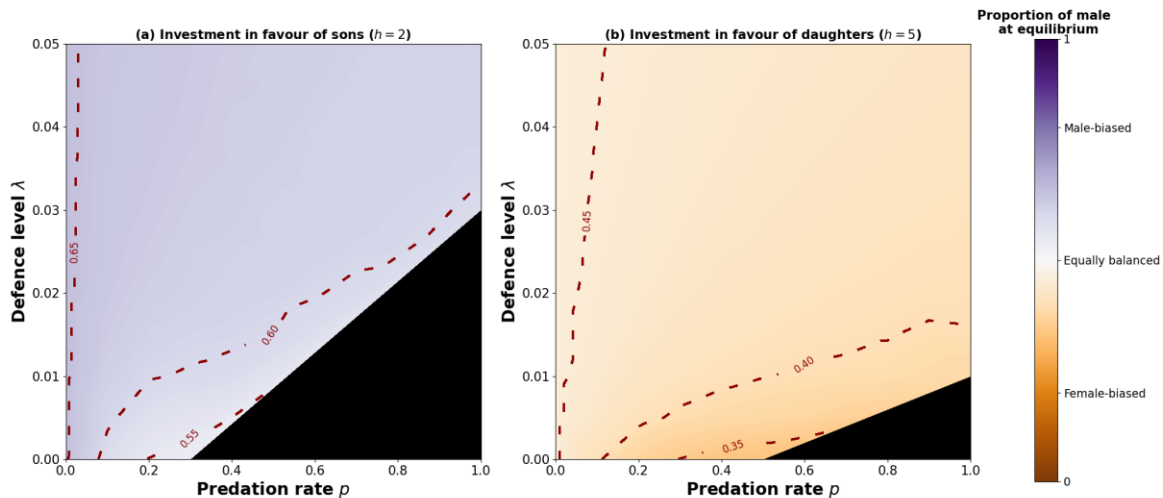 (a) Investment in favour of sons (h = 2)
0.05
0.04
0.03
0.02
0.01
0.00
Defence level λ
0.65
0.60
0.55
0.0
0.2
0.4
0.6
0.8
1.0
Predation rate p
(b) Investment in favour of daughters (h = 5)
0.05
0.04
0.03
0.02
0.01
0.00
Defence level λ
0.45
0.40
0.35
0.0
0.2
0.4
0.6
0.8
1.0
Predation rate p
Proportion of male
at equilibrium
1
Male-biased
Equally balanced
Female-biased
0